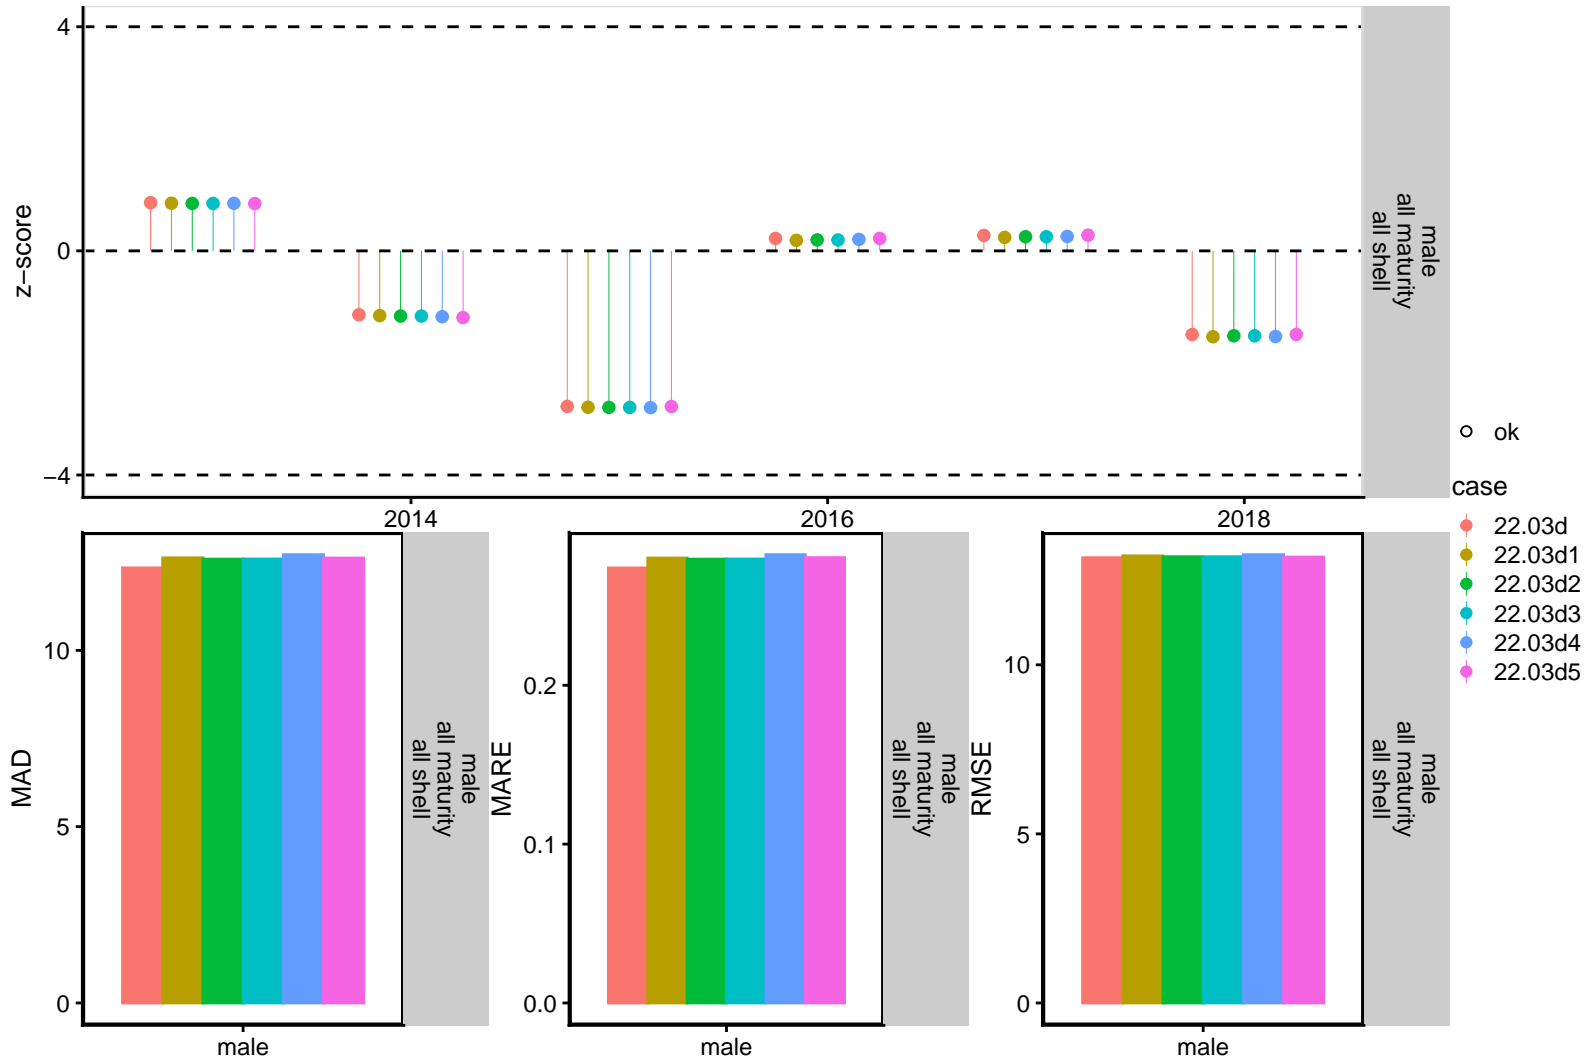 z−score
4
0
−4
2014
2016
2018
male
all maturity
all shell
ok
case
22.03d
22.03d1
22.03d2
22.03d3
22.03d4
22.03d5
MAD
10
5
0
male
male
all maturity
all shell
MARE
0.2
0.1
0.0
male
male
all maturity
all shell
RMSE
10
5
0
male
male
all maturity
all shell